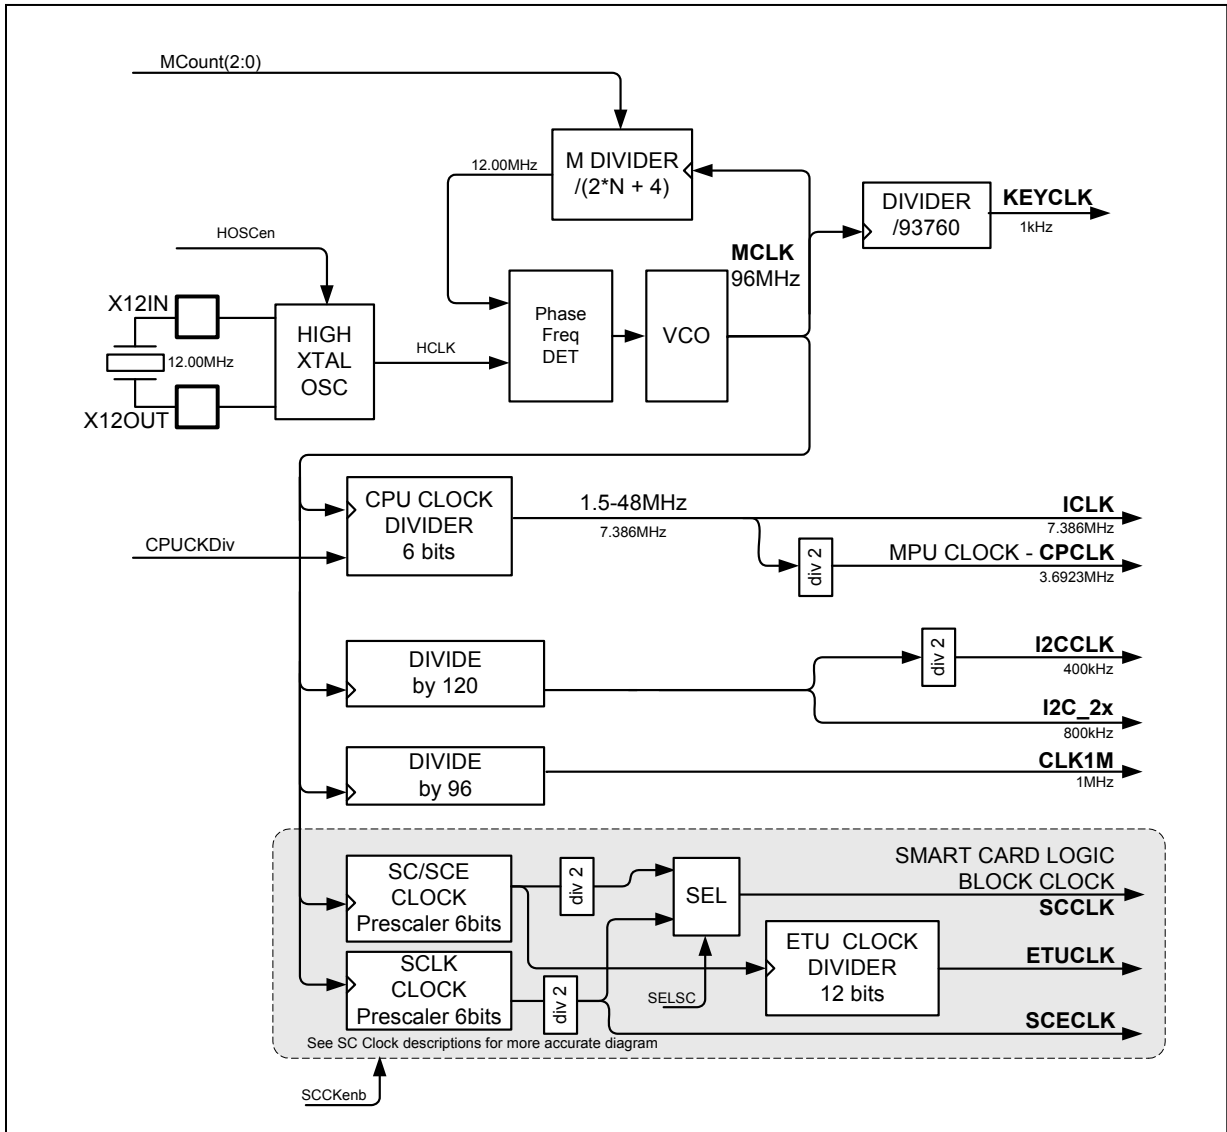 MCount(2:0)
M DIVIDER
/(2*N + 4)
12.00MHz
DIVIDER
/93760
KEYCLK
1kHz
HOSCen
MCLK
96MHz
X12IN
HIGH
XTAL
OSC
12.00MHz
X12OUT
HCLK
Phase
Freq
DET
VCO
CPU CLOCK
DIVIDER
6 bits
1.5-48MHz
7.386MHz
ICLK
7.386MHz
CPUCKDiv
div 2
MPU CLOCK - CPCLK
3.6923MHz
DIVIDE
by 120
div 2
I2CCLK
400kHz
I2C_2x
800kHz
DIVIDE
by 96
CLK1M
1MHz
SC/SCE
CLOCK
Prescaler 6bits
div 2
SEL
SMART CARD LOGIC
BLOCK CLOCK
SCCLK
SCLK
CLOCK
Prescaler 6bits
div 2
SELSC
ETU CLOCK
DIVIDER
12 bits
ETUCLK
SCECLK
See SC Clock descriptions for more accurate diagram
SCCKenb